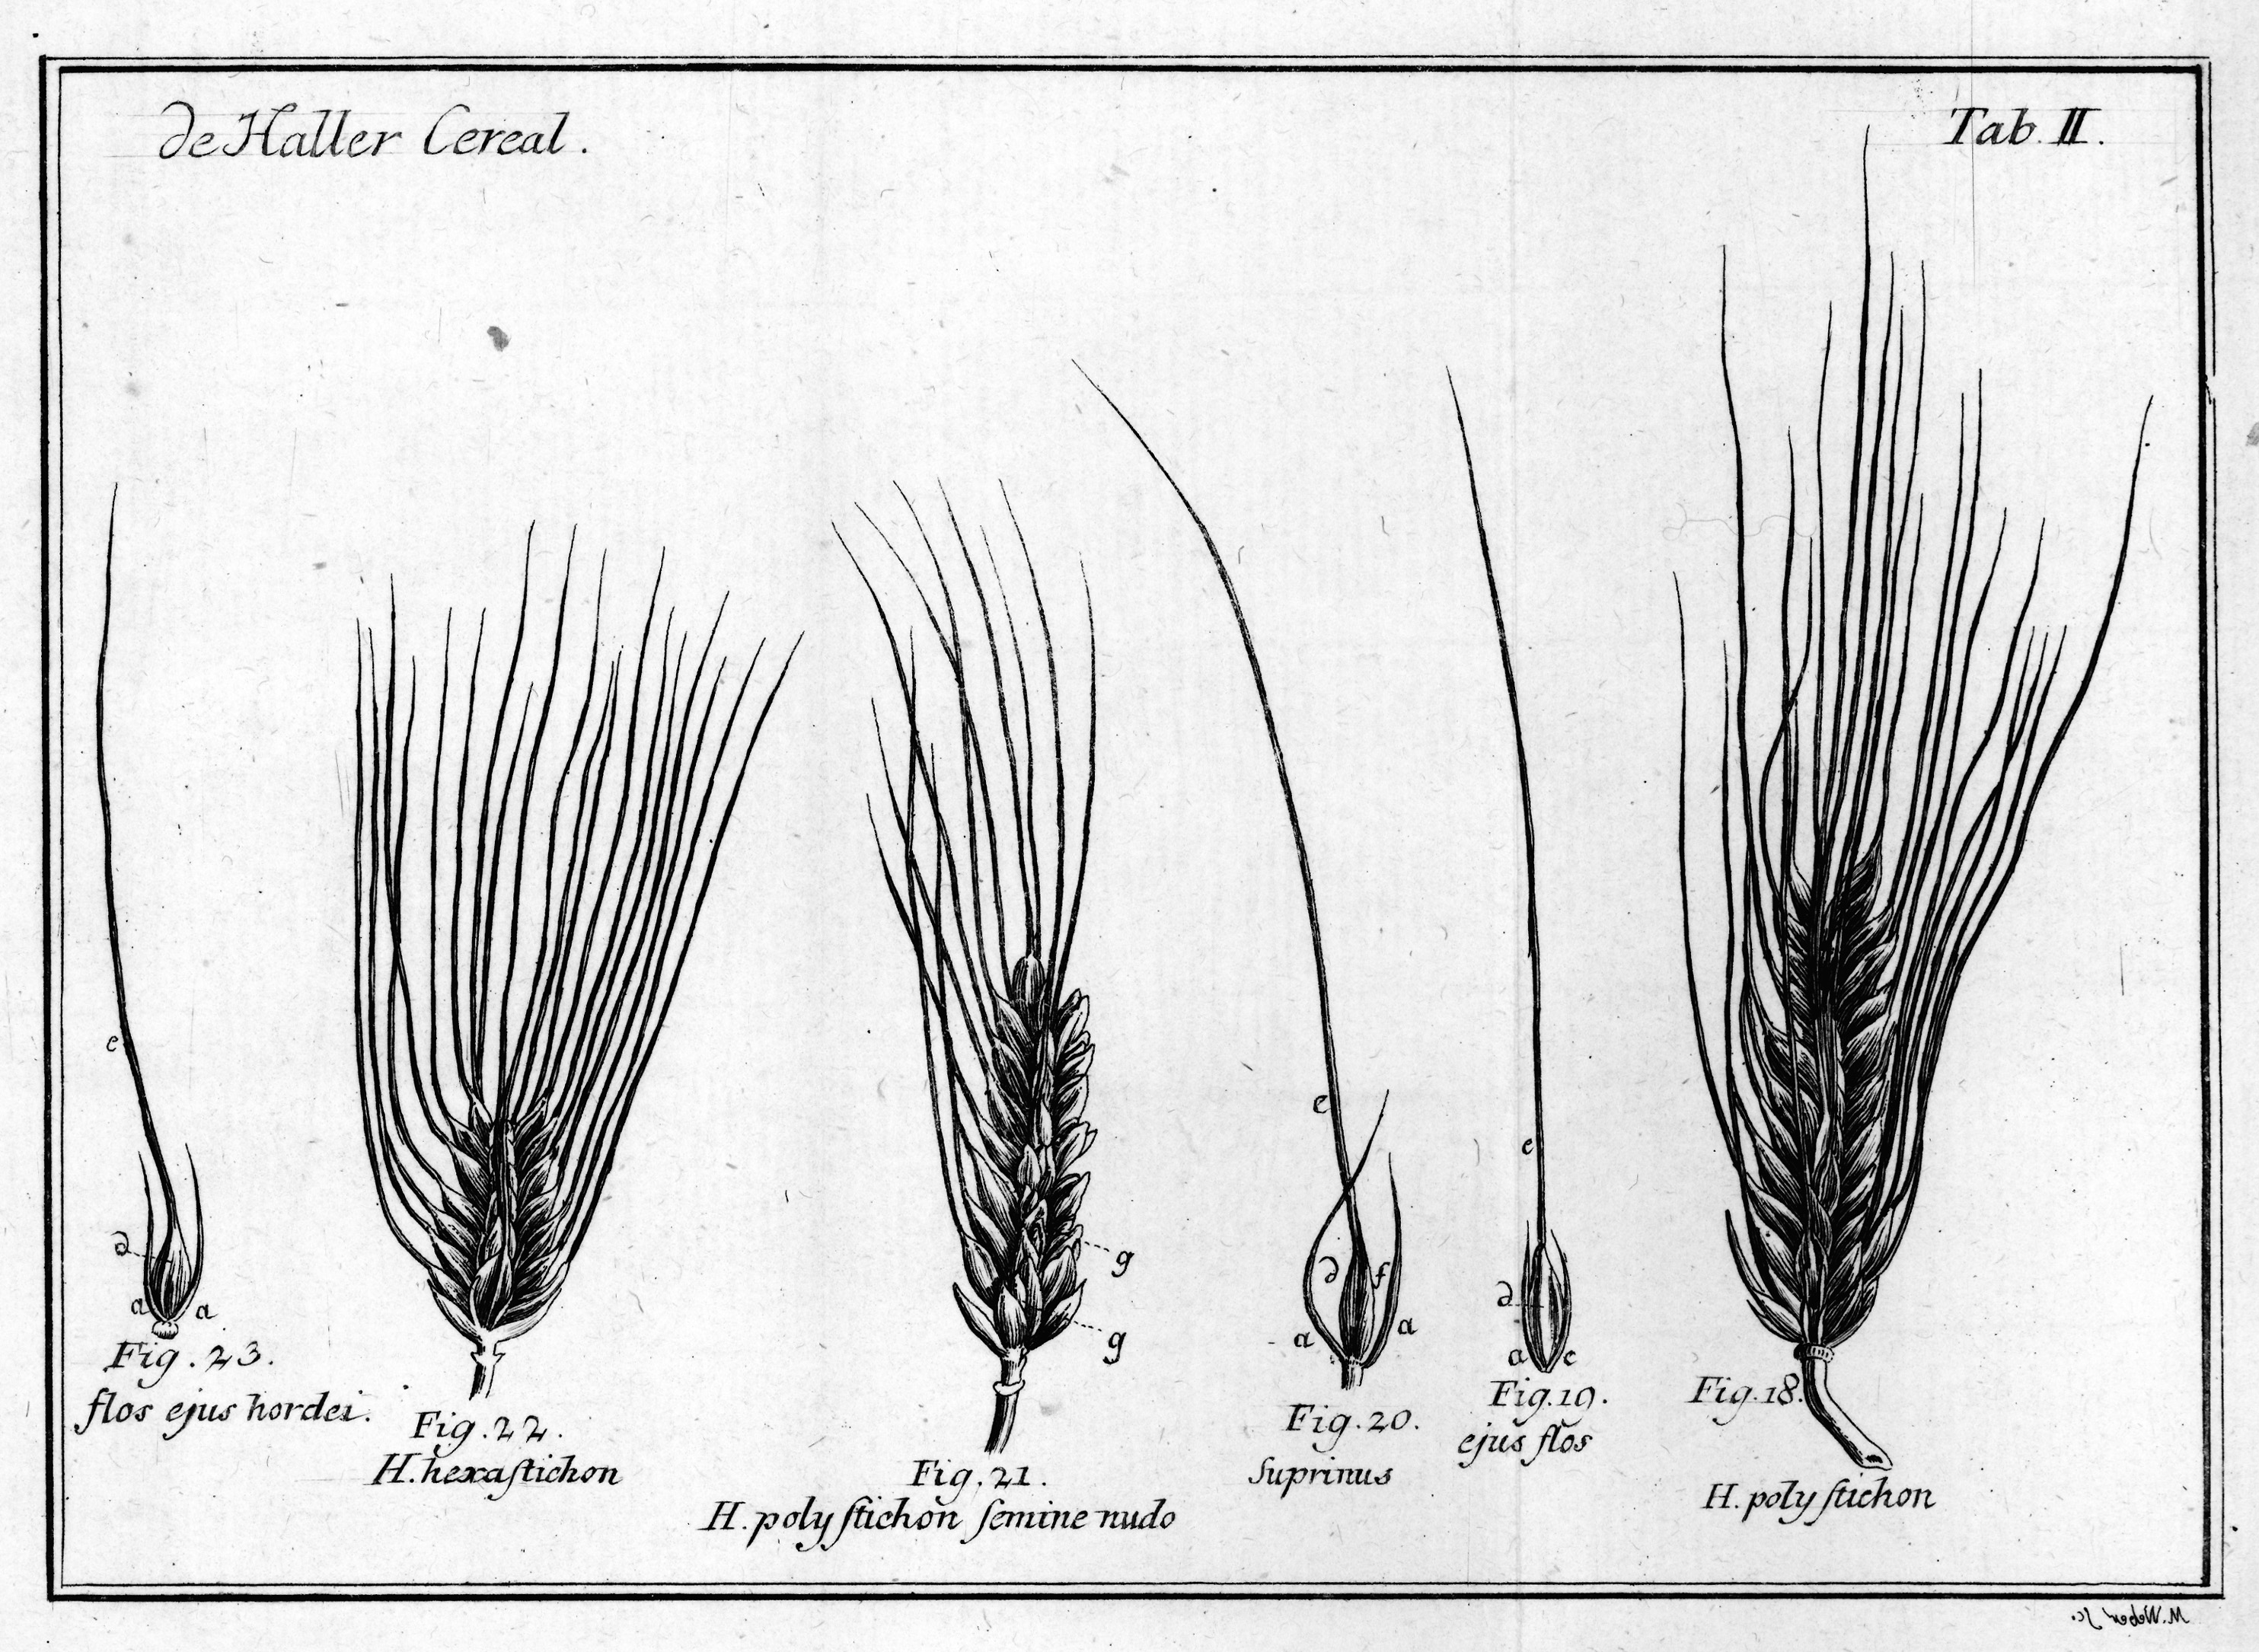 de Haller Cereal.
Tab. II.
e
d
a a
Fig. 23.
flos ejus hordei.
Fig. 22.
H. hexaſtichon
g
g
Fig. 21.
H. polyſtichon ſemine nudo
e
d f
a a
Fig. 20.
Suprinus
e
d
a c
Fig. 19.
ejus flos
Fig. 18.
H. polyſtichon
M. Weber sc.